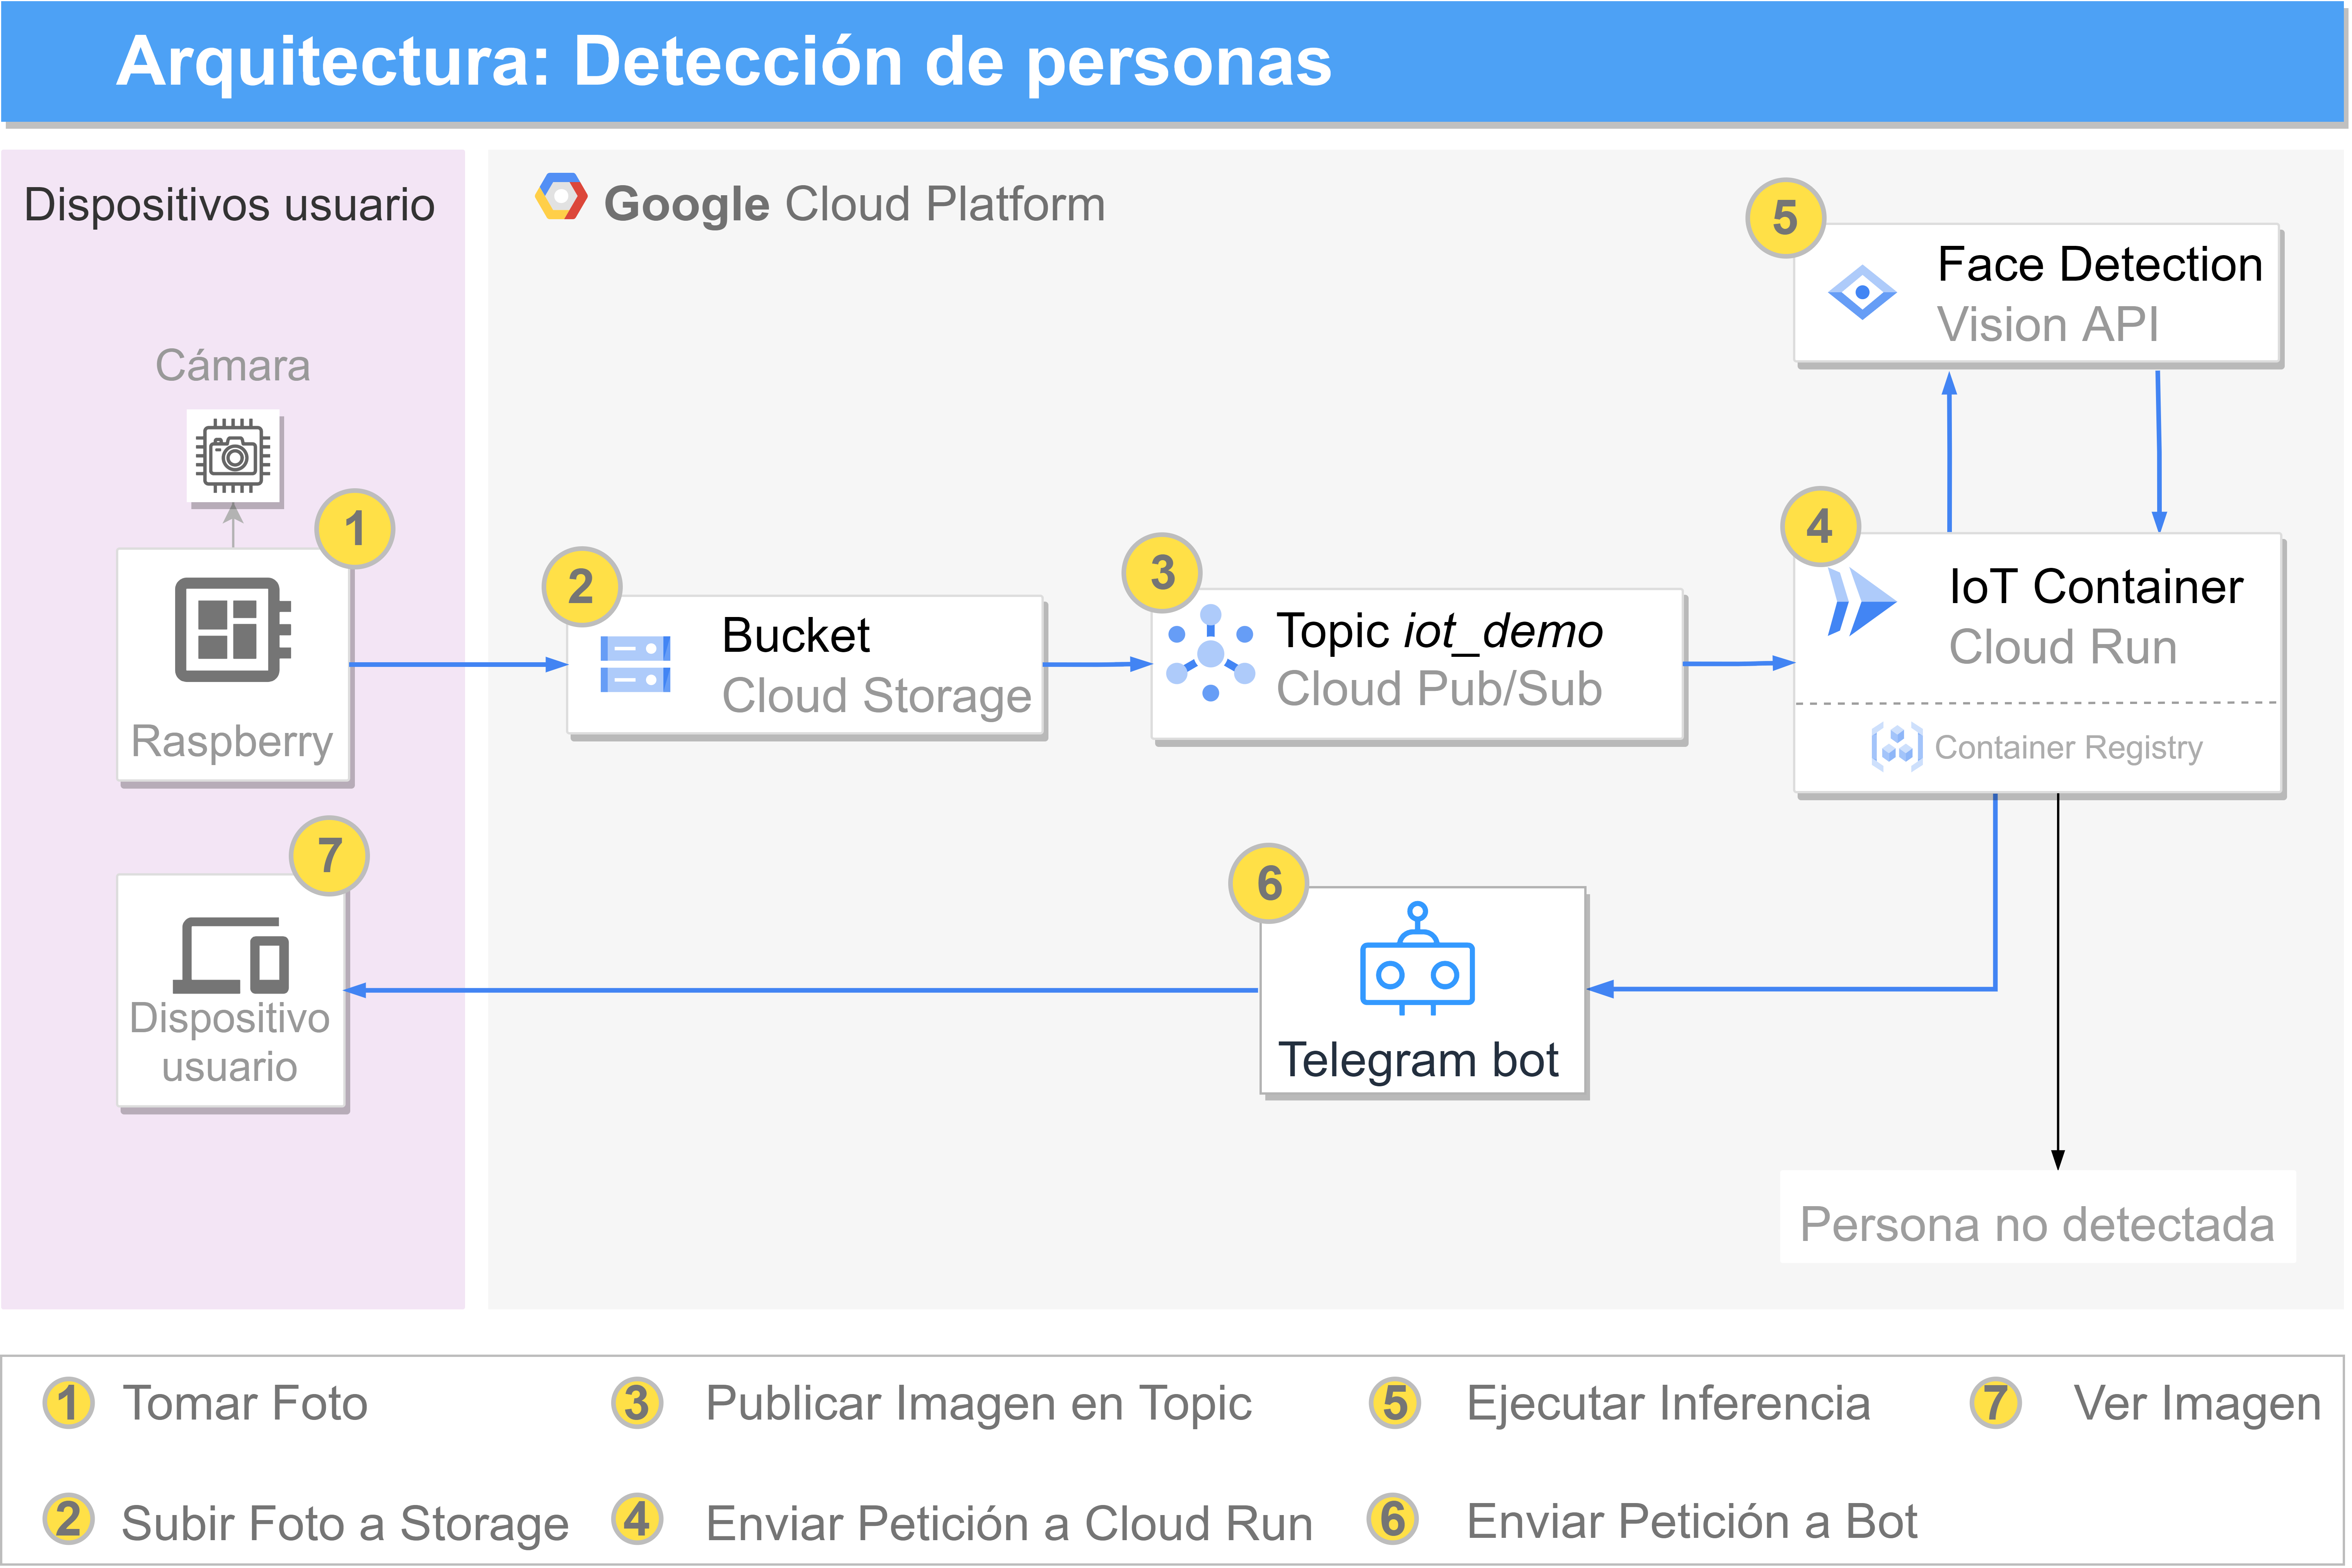 Arquitectura: Detección de personas
Dispositivos usuario
Google Cloud Platform
Cámara
1
Raspberry
2
Bucket
Cloud Storage
3
Topic iot_demo
Cloud Pub/Sub
5
Face Detection
Vision API
4
IoT Container
Cloud Run
Container Registry
7
Dispositivo
usuario
6
Telegram bot
Persona no detectada
1 Tomar Foto
3 Publicar Imagen en Topic
5 Ejecutar Inferencia
7 Ver Imagen
2 Subir Foto a Storage
4 Enviar Petición a Cloud Run
6 Enviar Petición a Bot